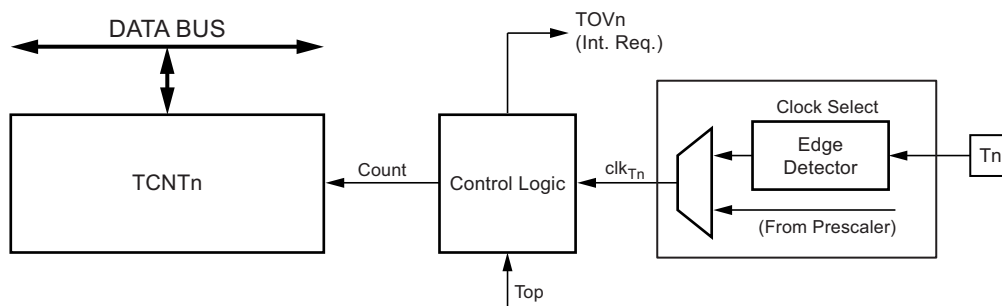 DATA BUS
TOVn
(Int. Req.)
Clock Select
TCNTn
Count
Control Logic
clkTn
Edge
Detector
Tn
(From Prescaler)
Top